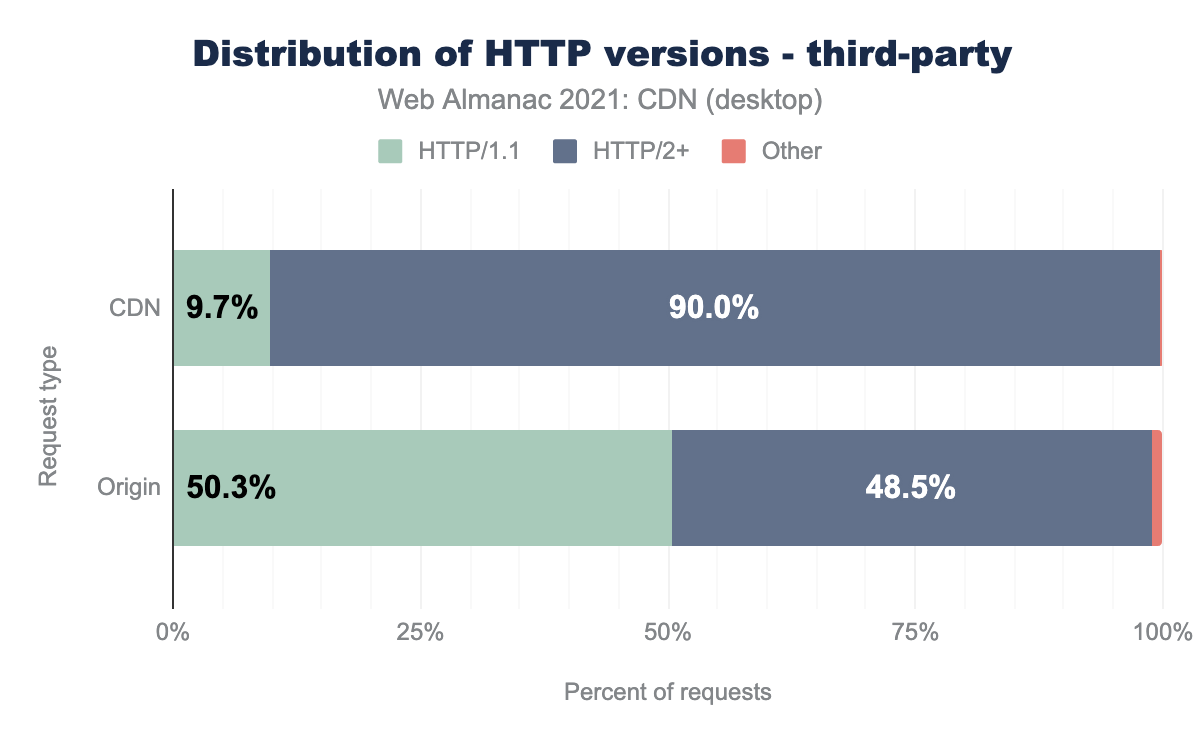 Distribution of HTTP versions - third-party
Web Almanac 2021: CDN (desktop)
HTTP/1.1 HTTP/2+ Other
Request type
CDN 9.7% 90.0%
Origin 50.3% 48.5%
0% 25% 50% 75% 100%
Percent of requests